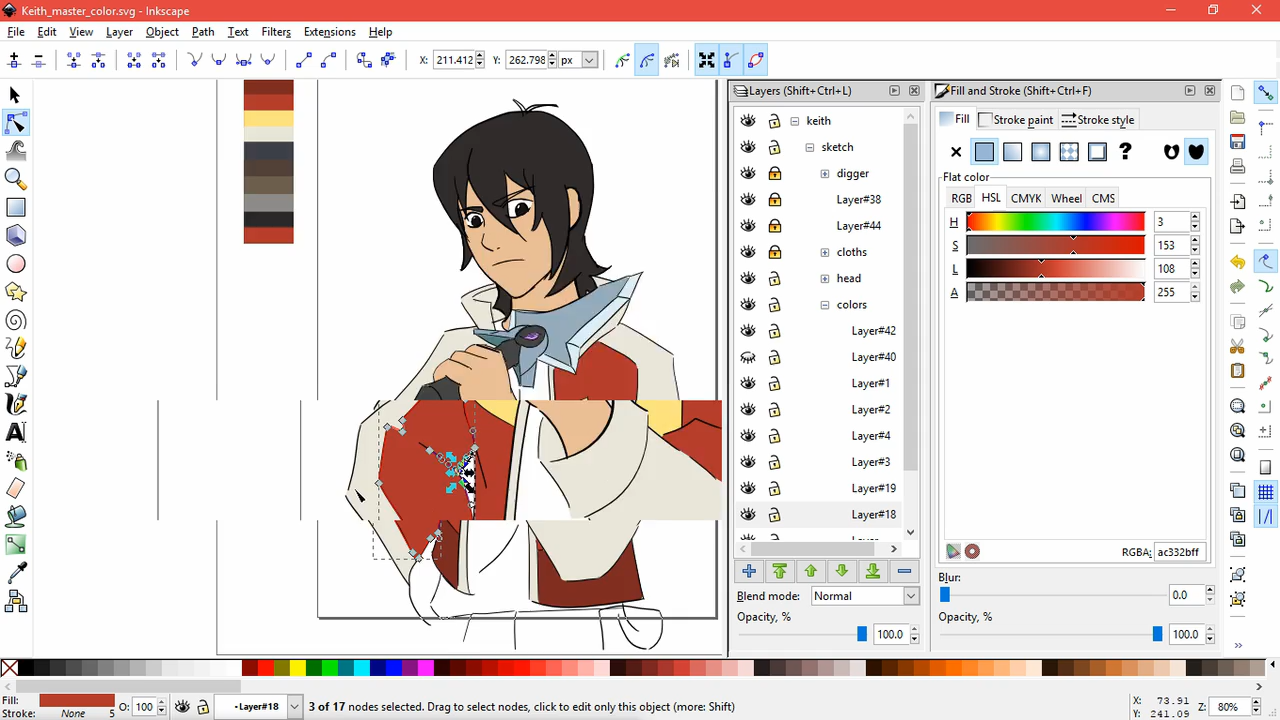 Keith_master_color.svg - Inkscape
File Edit View Layer Object Path Text Filters Extensions Help
X: 211.412 Y: 262.798 px
Layers (Shift+Ctrl+L)
keith
sketch
digger
Layer#38
Layer#44
cloths
head
colors
Layer#42
Layer#40
Layer#1
Layer#2
Layer#4
Layer#3
Layer#19
Layer#18
Blend mode: Normal
Opacity, % 100.0
Fill and Stroke (Shift+Ctrl+F)
Fill Stroke paint Stroke style
?
Flat color
RGB HSL CMYK Wheel CMS
H 3
S 153
L 108
A 255
RGBA: ac332bff
Blur:
0.0
Opacity, %
100.0
Fill:
Stroke: None 5
O: 100
Layer#18
3 of 17 nodes selected. Drag to select nodes, click to edit only this object (more: Shift)
X: 73.91
Y: 241.09
Z: 80%